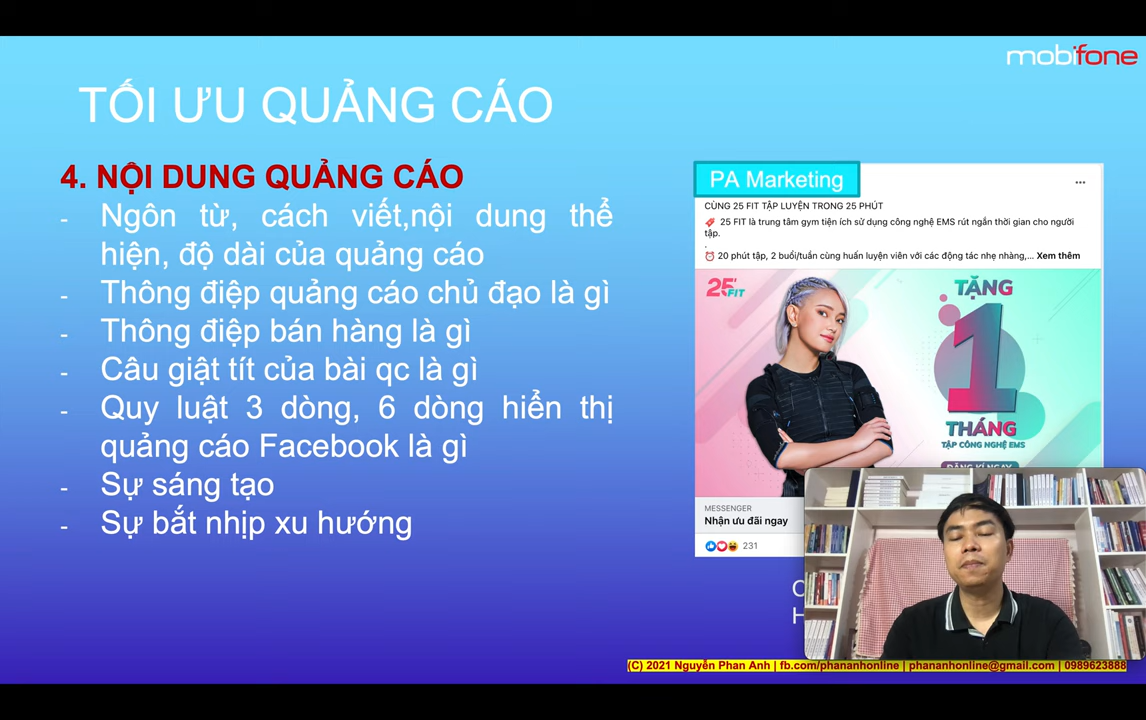 mobifone
TỐI ƯU QUẢNG CÁO
4. NỘI DUNG QUẢNG CÁO
- Ngôn từ, cách viết,nội dung thể
hiện, độ dài của quảng cáo
- Thông điệp quảng cáo chủ đạo là gì
- Thông điệp bán hàng là gì
- Câu giật tít của bài qc là gì
- Quy luật 3 dòng, 6 dòng hiển thị
quảng cáo Facebook là gì
- Sự sáng tạo
- Sự bắt nhịp xu hướng
PA Marketing
CÙNG 25 FIT TẬP LUYỆN TRONG 25 PHÚT
25 FIT là trung tâm gym tiện ích sử dụng công nghệ EMS rút ngắn thời gian cho người
tập.
.
20 phút tập, 2 buổi/tuần cùng huấn luyện viên với các động tác nhẹ nhàng,... Xem thêm
25 FIT
TẶNG
1
THÁNG
TẬP CÔNG NGHỆ EMS
ĐĂNG KÍ NGAY
MESSENGER
Nhận ưu đãi ngay
231
(C) 2021 Nguyễn Phan Anh | fb.com/phananhonline | phananhonline@gmail.com | 0989623888